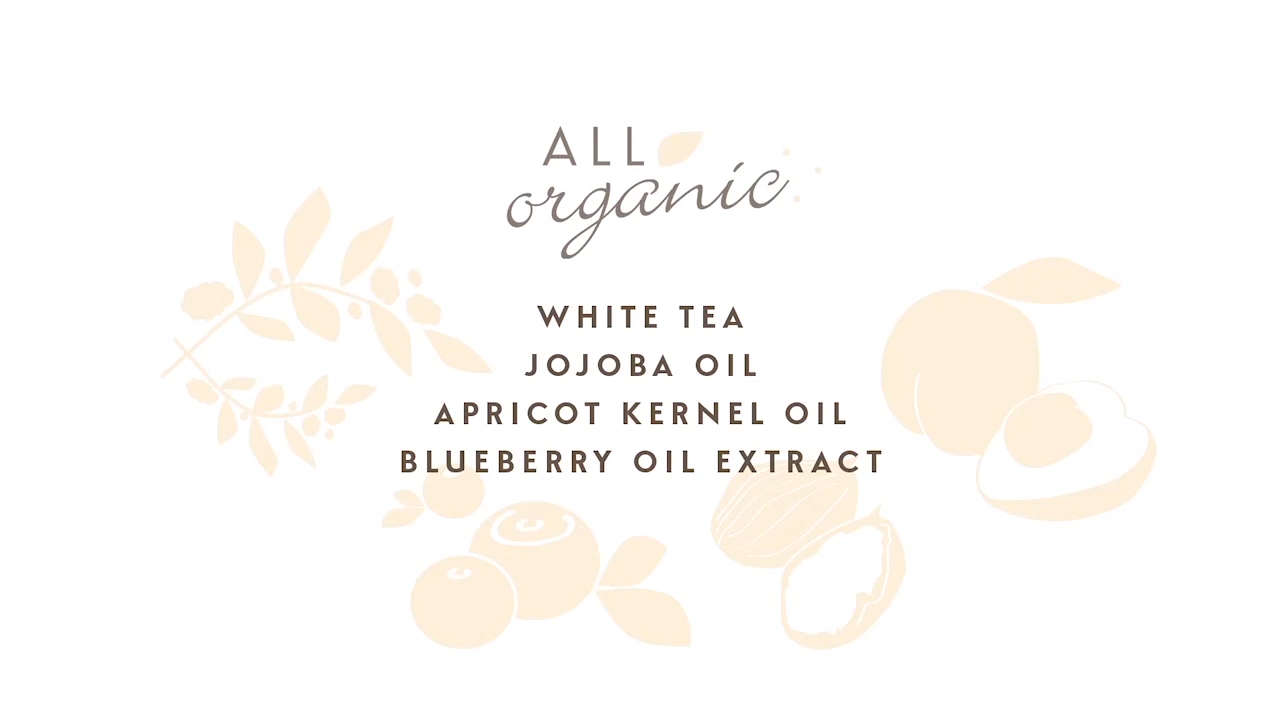 ALL
organic
WHITE TEA
JOJOBA OIL
APRICOT KERNEL OIL
BLUEBERRY OIL EXTRACT